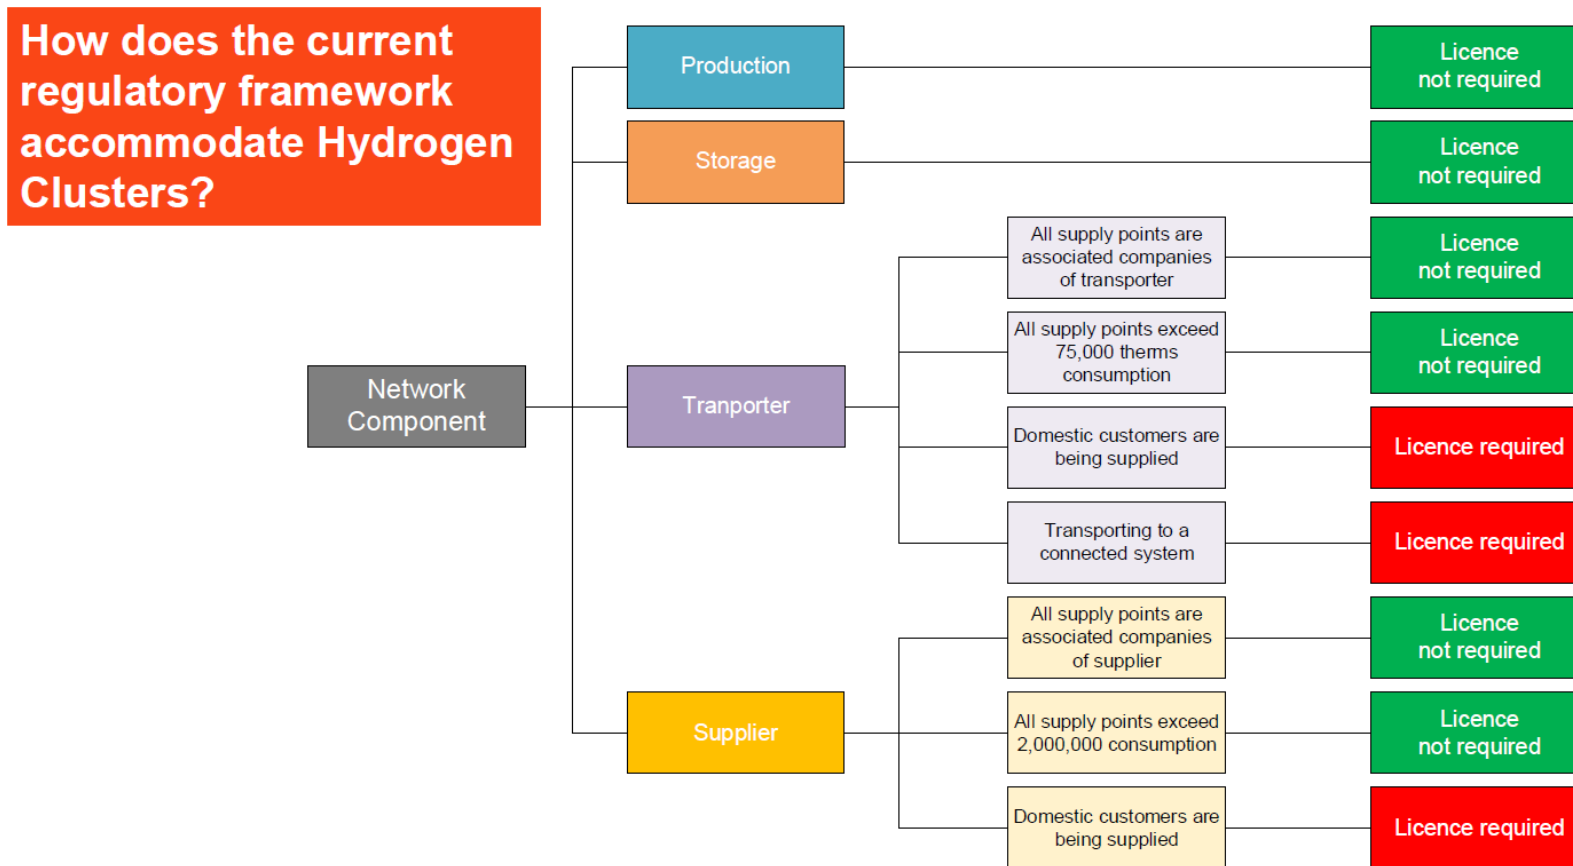 How does the current
regulatory framework
accommodate Hydrogen
Clusters?
Production
Licence
not required
Storage
Licence
not required
All supply points are
associated companies
of transporter
Licence
not required
All supply points exceed
75,000 therms
consumption
Licence
not required
Network
Component
Tranporter
Domestic customers are
being supplied
Licence required
Transporting to a
connected system
Licence required
All supply points are
associated companies
of supplier
Licence
not required
Supplier
All supply points exceed
2,000,000 consumption
Licence
not required
Domestic customers are
being supplied
Licence required